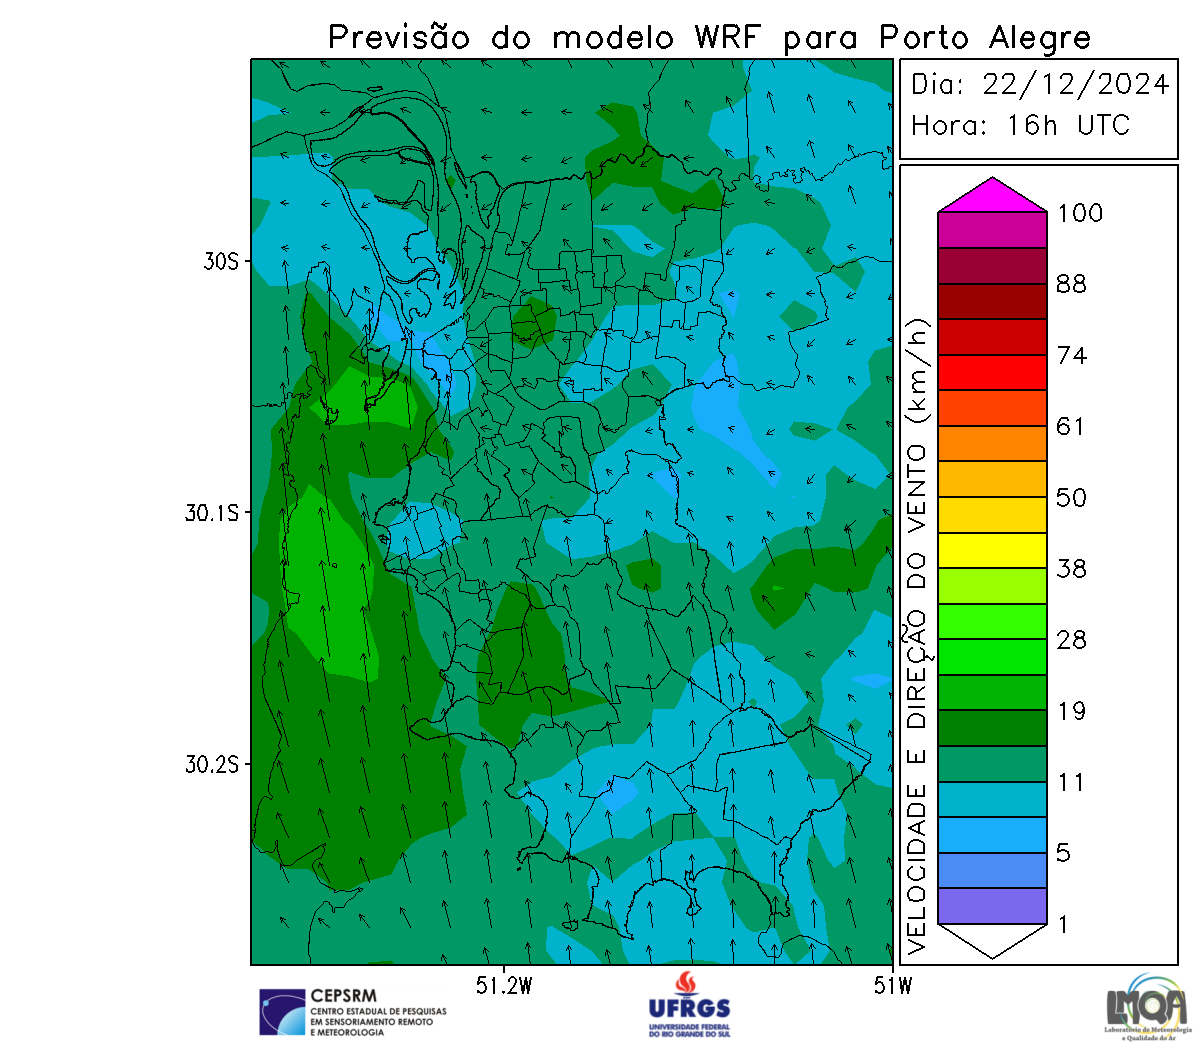 Previsão do modelo WRF para Porto Alegre
Dia: 22/12/2024
Hora: 16h UTC
30S
30.1S
30.2S
51.2W
51W
VELOCIDADE E DIREÇÃO DO VENTO (km/h)
100
88
74
61
50
38
28
19
11
5
1
CEPSRM
CENTRO ESTADUAL DE PESQUISAS
EM SENSORIAMENTO REMOTO
E METEOROLOGIA
UFRGS
UNIVERSIDADE FEDERAL
DO RIO GRANDE DO SUL
LMQA
Laboratório de Meteorologia
e Qualidade do Ar